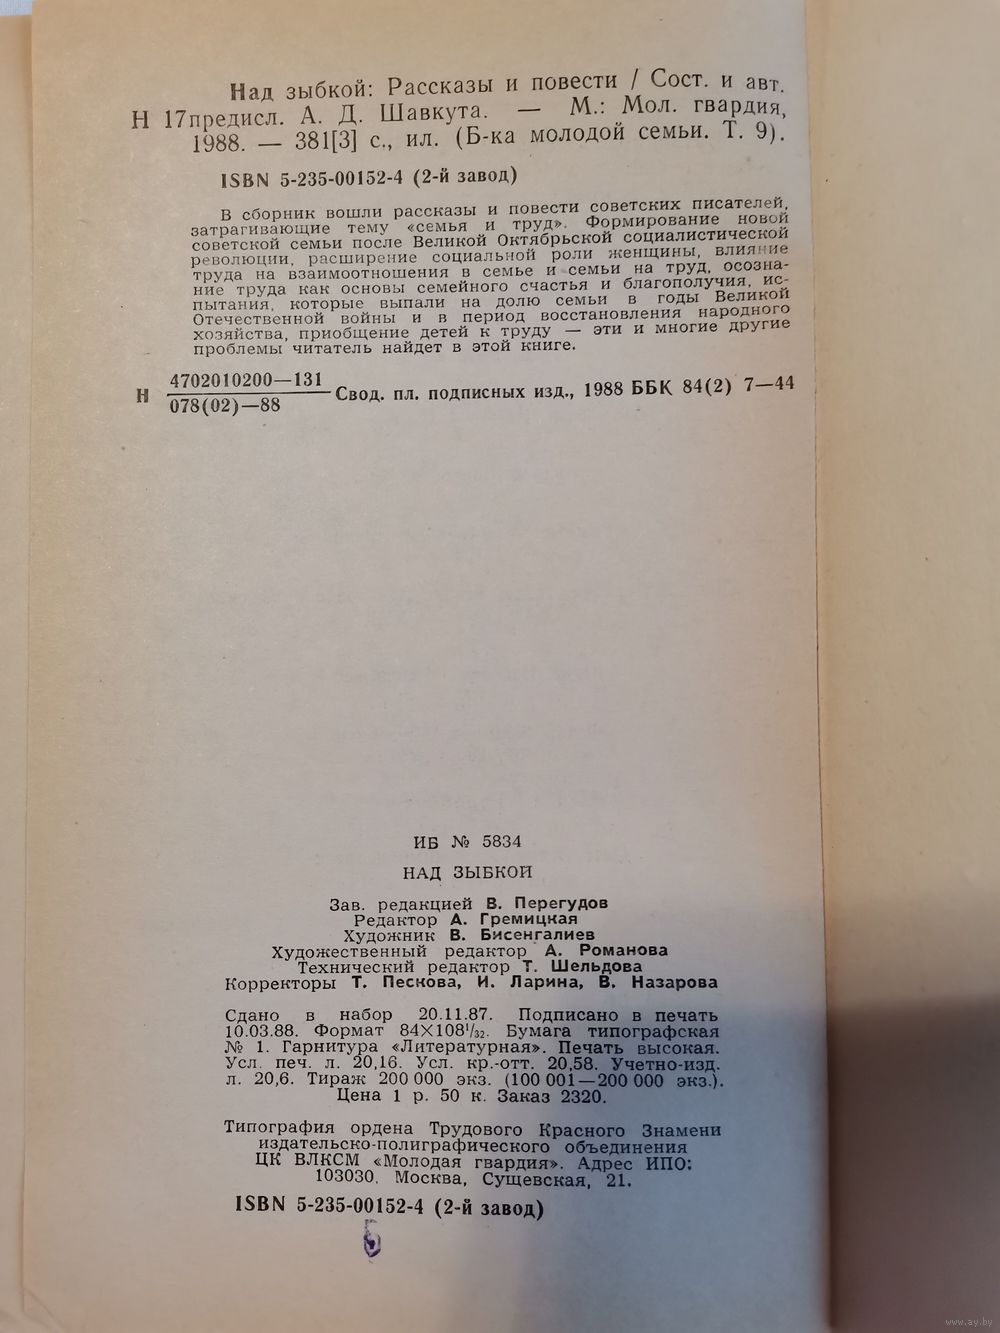 Над зыбкой: Рассказы и повести / Сост. и авт.
Н 17 предисл. А. Д. Шавкута. — М.: Мол. гвардия,
1988. — 381[3] с., ил. (Б-ка молодой семьи. Т. 9).
ISBN 5-235-00152-4 (2-й завод)
В сборник вошли рассказы и повести советских писателей,
затрагивающие тему «семья и труд». Формирование новой
советской семьи после Великой Октябрьской социалистической
революции, расширение социальной роли женщины, влияние
труда на взаимоотношения в семье и семьи на труд, осозна-
ние труда как основы семейного счастья и благополучия, ис-
пытания, которые выпали на долю семьи в годы Великой
Отечественной войны и в период восстановления народного
хозяйства, приобщение детей к труду — эти и многие другие
проблемы читатель найдет в этой книге.
Н 4702010200—131
078(02)—88
Свод. пл. подписных изд., 1988 ББК 84(2) 7—44
ИБ № 5834
НАД ЗЫБКОЙ
Зав. редакцией В. Перегудов
Редактор А. Гремицкая
Художник В. Бисенгалиев
Художественный редактор А. Романова
Технический редактор Т. Шельдова
Корректоры Т. Пескова, И. Ларина, В. Назарова
Сдано в набор 20.11.87. Подписано в печать
10.03.88. Формат 84×108¹/₃₂. Бумага типографская
№ 1. Гарнитура «Литературная». Печать высокая.
Усл. печ. л. 20,16. Усл. кр.-отт. 20,58. Учетно-изд.
л. 20,6. Тираж 200 000 экз. (100 001—200 000 экз.).
Цена 1 р. 50 к. Заказ 2320.
Типография ордена Трудового Красного Знамени
издательско-полиграфического объединения
ЦК ВЛКСМ «Молодая гвардия». Адрес ИПО:
103030, Москва, Сущевская, 21.
ISBN 5-235-00152-4 (2-й завод)
www.ay.by